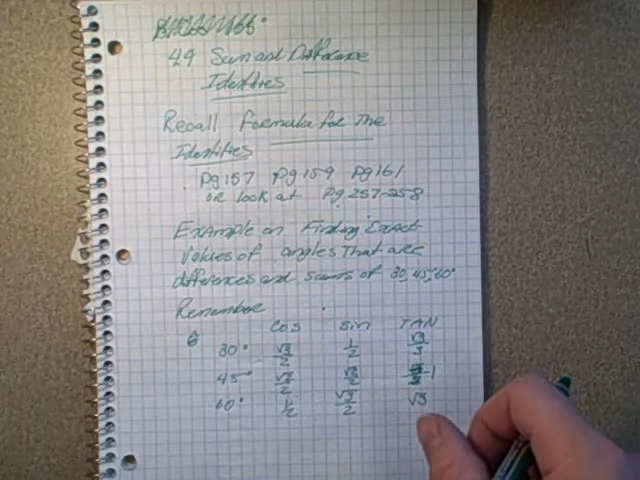 4.9 Sum and Difference
Identities
Recall Formula for The
Identities
Pg 157 Pg 159 Pg 161
OR look at Pg 257-258
Example on Finding Exact
Values of angles That are
differences and sums of 30°, 45°, 60°
Remember
θ cos sin TAN
30° √3/2 1/2 √3/3
45° √2/2 √2/2 1
60° 1/2 √3/2 √3